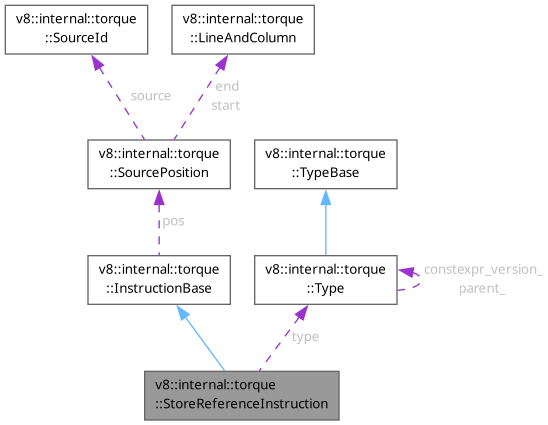 v8::internal::torque
::SourceId
v8::internal::torque
::LineAndColumn
source
end
start
v8::internal::torque
::SourcePosition
v8::internal::torque
::TypeBase
pos
v8::internal::torque
::InstructionBase
v8::internal::torque
::Type
constexpr_version_
parent_
type
v8::internal::torque
::StoreReferenceInstruction